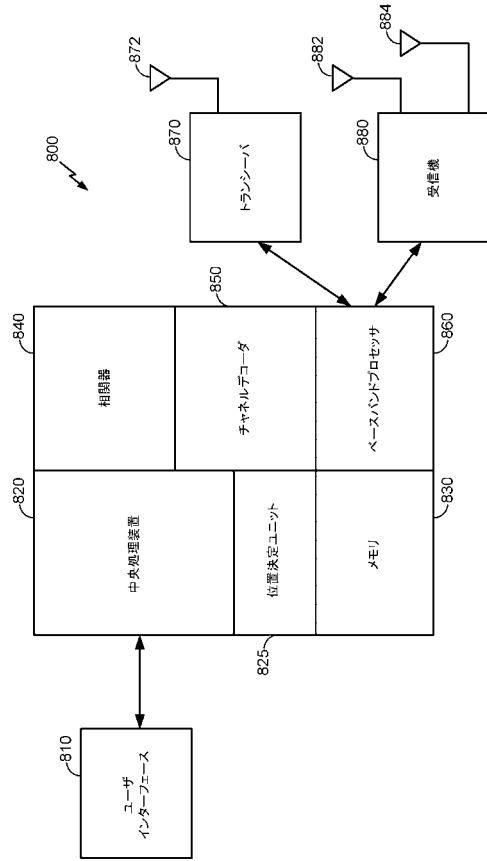 800
810
ユーザ
インターフェース
820
中央処理装置
825
位置決定ユニット
830
メモリ
840
相関器
850
チャネルデコーダ
860
ベースバンドプロセッサ
870
トランシーバ
872
880
受信機
882
884